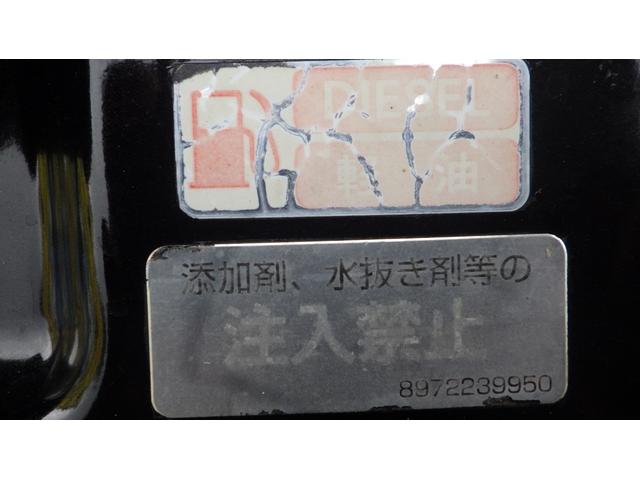 DIESEL
軽油
添加剤、水抜き剤等の
注入禁止
8972239950